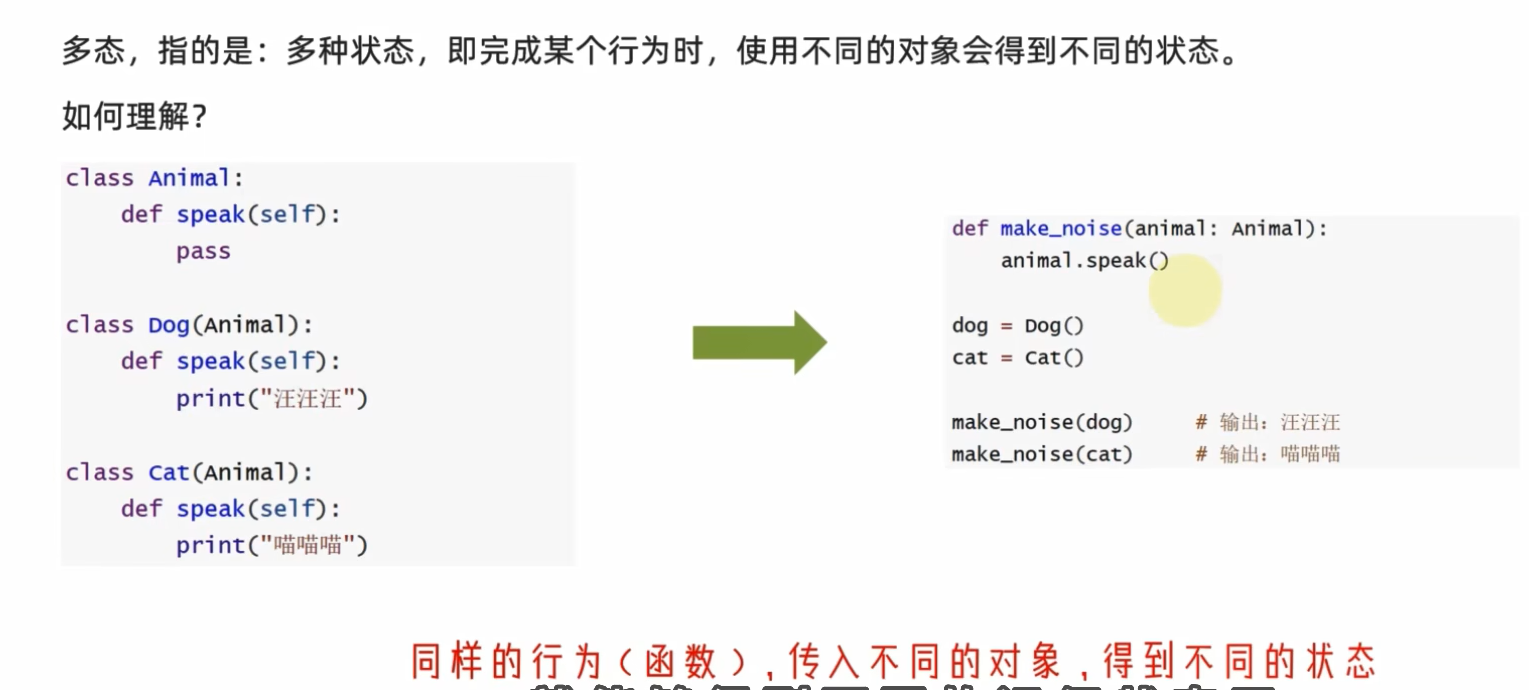 多态，指的是：多种状态，即完成某个行为时，使用不同的对象会得到不同的状态。
如何理解？
class Animal:
    def speak(self):
        pass
class Dog(Animal):
    def speak(self):
        print("汪汪汪")
class Cat(Animal):
    def speak(self):
        print("喵喵喵")
def make_noise(animal: Animal):
    animal.speak()
dog = Dog()
cat = Cat()
make_noise(dog)     # 输出：汪汪汪
make_noise(cat)     # 输出：喵喵喵
同样的行为（函数），传入不同的对象，得到不同的状态